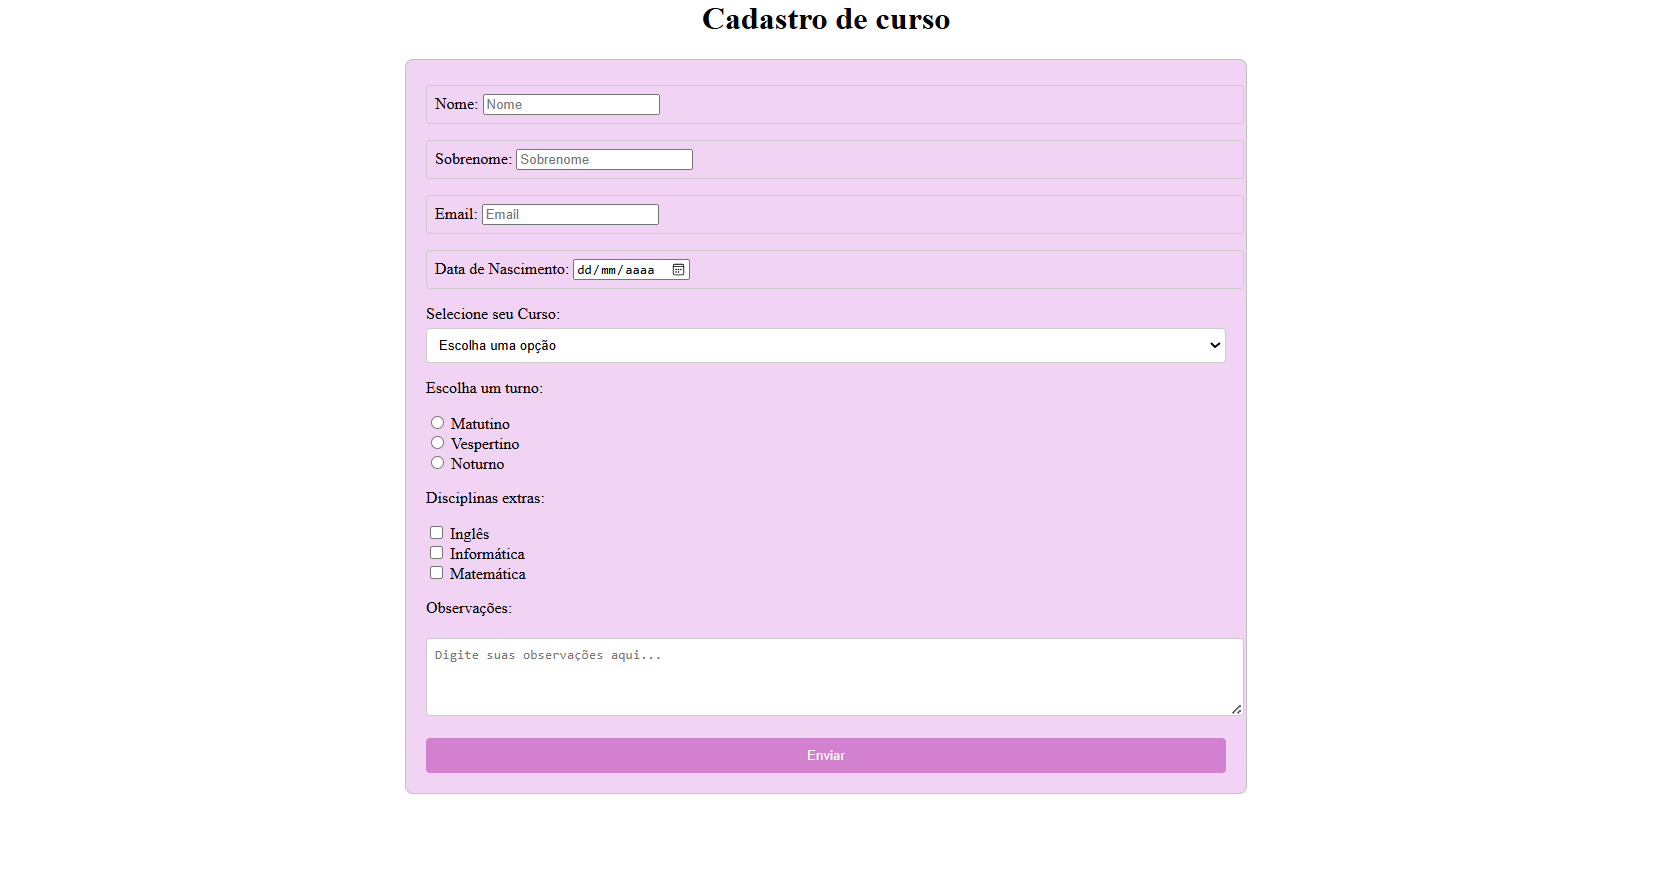 Cadastro de curso
Nome: Nome
Sobrenome: Sobrenome
Email: Email
Data de Nascimento: dd/mm/aaaa
Selecione seu Curso:
Escolha uma opção
Escolha um turno:
Matutino
Vespertino
Noturno
Disciplinas extras:
Inglês
Informática
Matemática
Observações:
Digite suas observações aqui...
Enviar